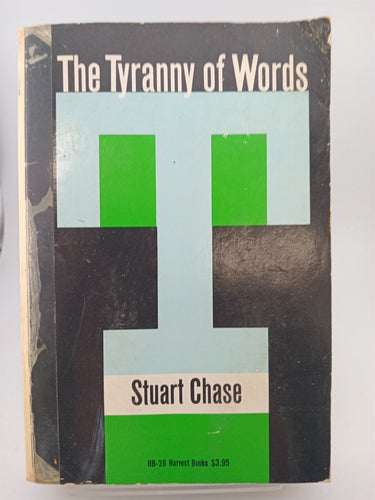 The Tyranny of Words
Stuart Chase
HB-26 Harvest Books $3.95